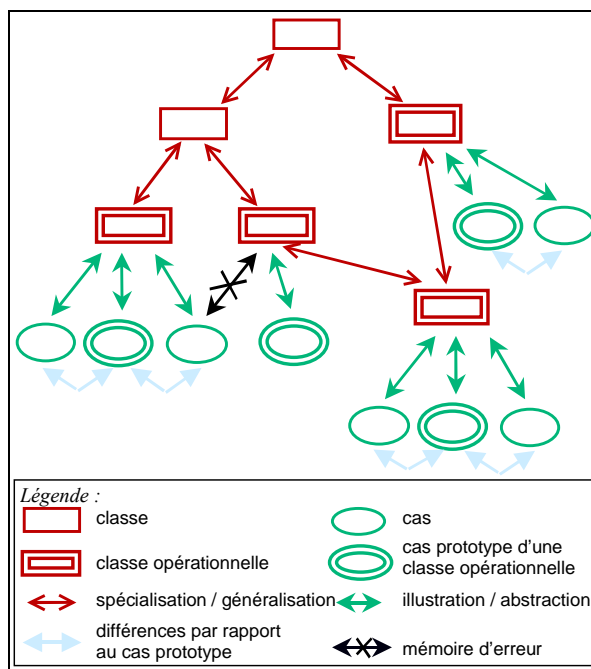 Légende :
classe
cas
classe opérationnelle
cas prototype d'une
classe opérationnelle
spécialisation / généralisation
illustration / abstraction
différences par rapport
au cas prototype
mémoire d'erreur